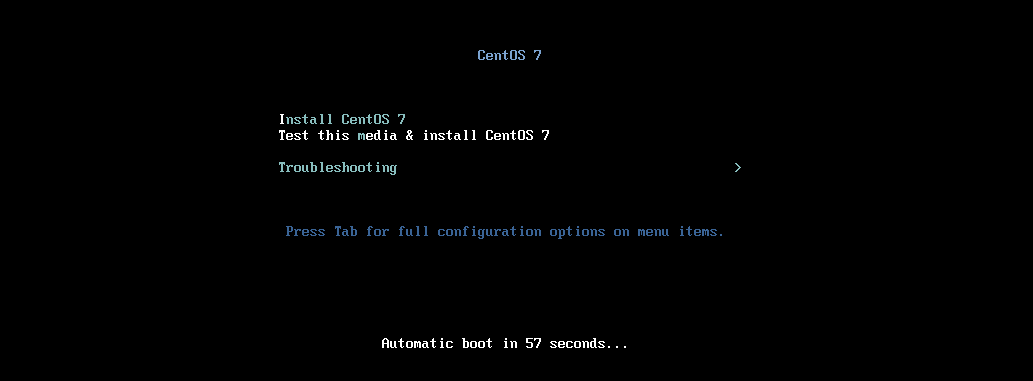 CentOS 7
Install CentOS 7
Test this media & install CentOS 7
Troubleshooting >
Press Tab for full configuration options on menu items.
Automatic boot in 57 seconds...